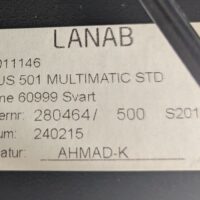 LANAB
011146
US 501 MULTIMATIC STD
ne 60999 Svart
ernr: 280464/ 500 S201
um: 240215
atur: AHMAD-K